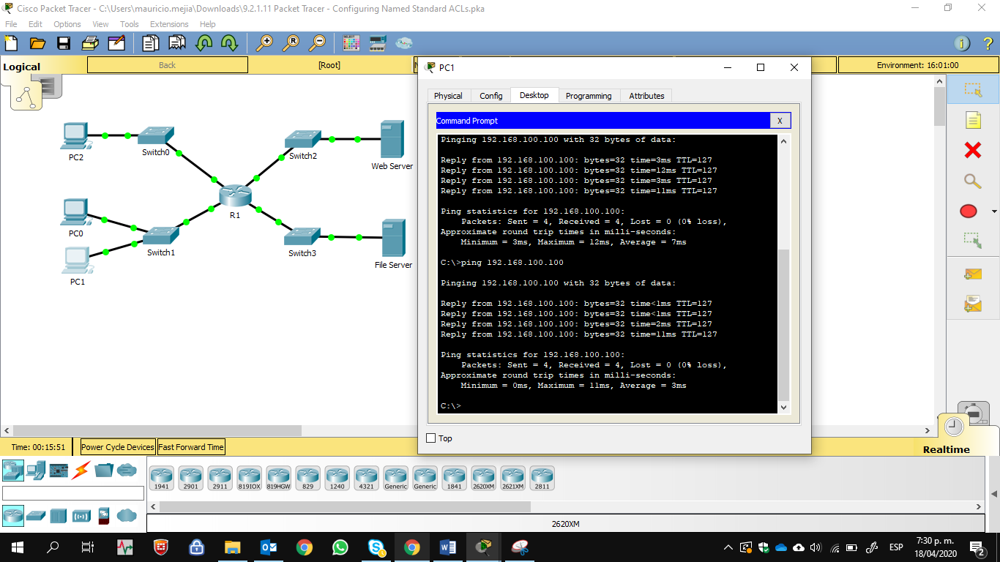 Cisco Packet Tracer - C:\Users\mauricio.mejia\Downloads\9.2.1.11 Packet Tracer - Configuring Named Standard ACLs.pka
File Edit Options View Tools Extensions Help
Logical
Back
[Root]
Environment: 16:01:00
PC2
Switch0
Switch2
Web Server
R1
PC0
Switch1
Switch3
File Server
PC1
PC1
Physical Config Desktop Programming Attributes
Command Prompt
X
Pinging 192.168.100.100 with 32 bytes of data:
Reply from 192.168.100.100: bytes=32 time=3ms TTL=127
Reply from 192.168.100.100: bytes=32 time=12ms TTL=127
Reply from 192.168.100.100: bytes=32 time=3ms TTL=127
Reply from 192.168.100.100: bytes=32 time=11ms TTL=127
Ping statistics for 192.168.100.100:
Packets: Sent = 4, Received = 4, Lost = 0 (0% loss),
Approximate round trip times in milli-seconds:
Minimum = 3ms, Maximum = 12ms, Average = 7ms
C:\>ping 192.168.100.100
Pinging 192.168.100.100 with 32 bytes of data:
Reply from 192.168.100.100: bytes=32 time<1ms TTL=127
Reply from 192.168.100.100: bytes=32 time<1ms TTL=127
Reply from 192.168.100.100: bytes=32 time=2ms TTL=127
Reply from 192.168.100.100: bytes=32 time=11ms TTL=127
Ping statistics for 192.168.100.100:
Packets: Sent = 4, Received = 4, Lost = 0 (0% loss),
Approximate round trip times in milli-seconds:
Minimum = 0ms, Maximum = 11ms, Average = 3ms
C:\>
Top
Time: 00:15:51 Power Cycle Devices Fast Forward Time
Realtime
1941 2901 2911 819IOX 819HGW 829 1240 4321 Generic Generic 1841 2620XM 2621XM 2811
2620XM
ESP
7:30 p. m.
18/04/2020
2